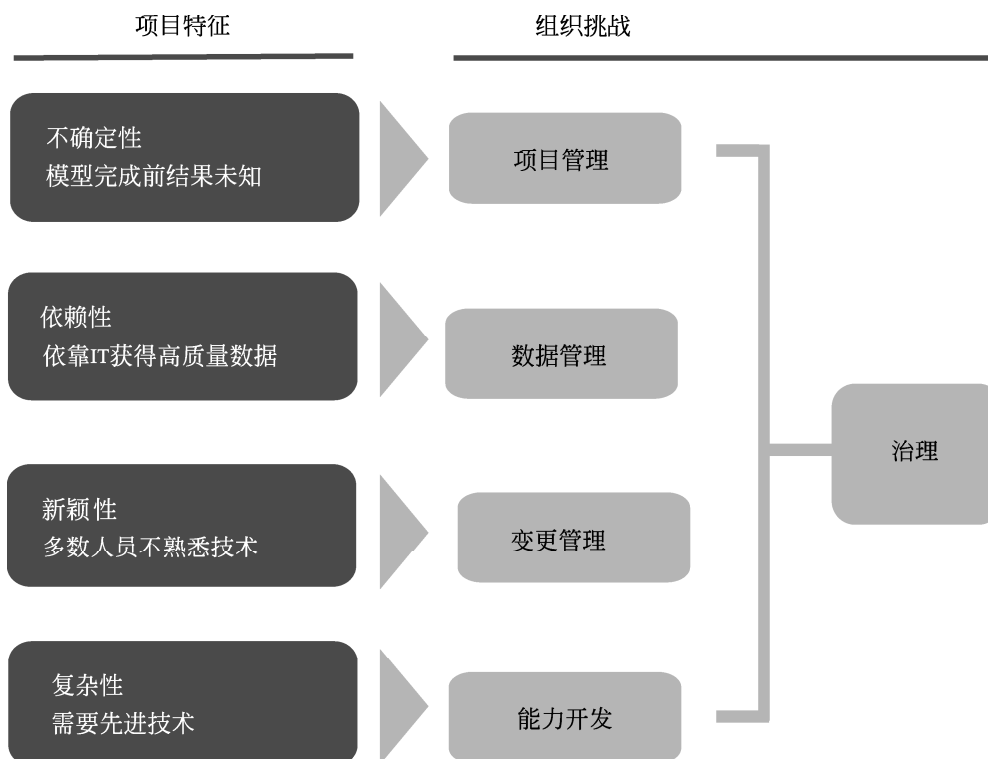 项目特征
组织挑战
不确定性
模型完成前结果未知
项目管理
依赖性
依靠IT获得高质量数据
数据管理
治理
新颖性
多数人员不熟悉技术
变更管理
复杂性
需要先进技术
能力开发